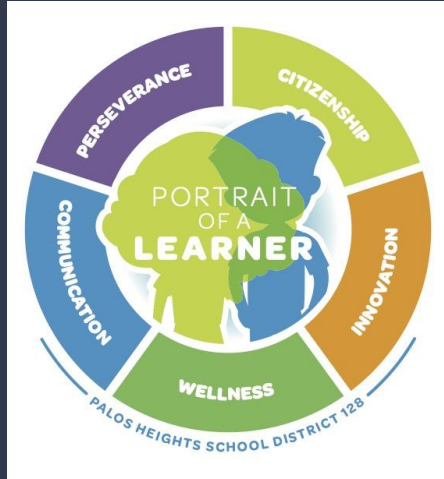 PERSEVERANCE
CITIZENSHIP
PORTRAIT
OF A
LEARNER
COMMUNICATION
INNOVATION
WELLNESS
PALOS HEIGHTS SCHOOL DISTRICT 128